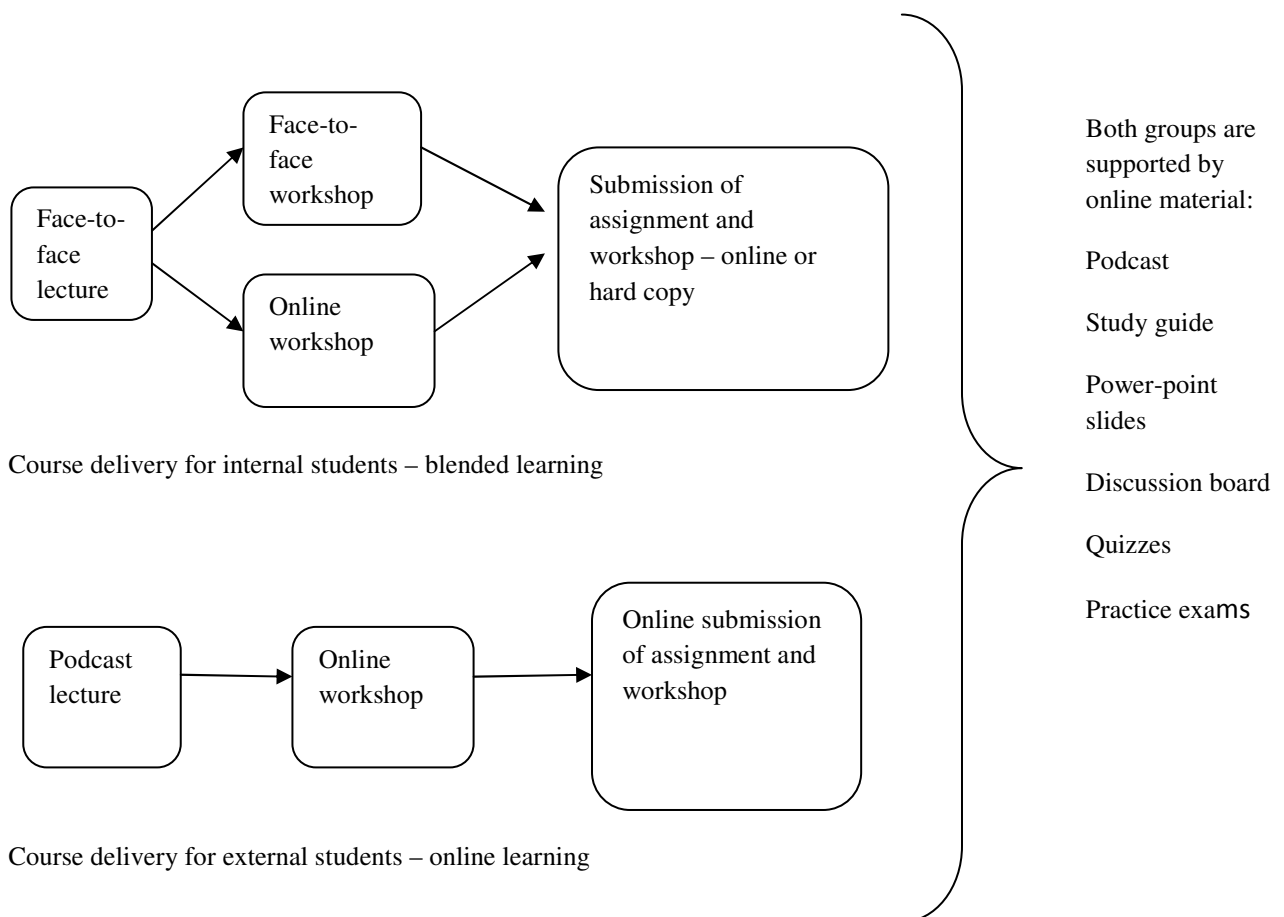 Face-to-
face
lecture
Face-to-
face
workshop
Online
workshop
Submission of
assignment and
workshop – online or
hard copy
Course delivery for internal students – blended learning
Podcast
lecture
Online
workshop
Online submission
of assignment and
workshop
Course delivery for external students – online learning
Both groups are
supported by
online material:
Podcast
Study guide
Power-point
slides
Discussion board
Quizzes
Practice exams